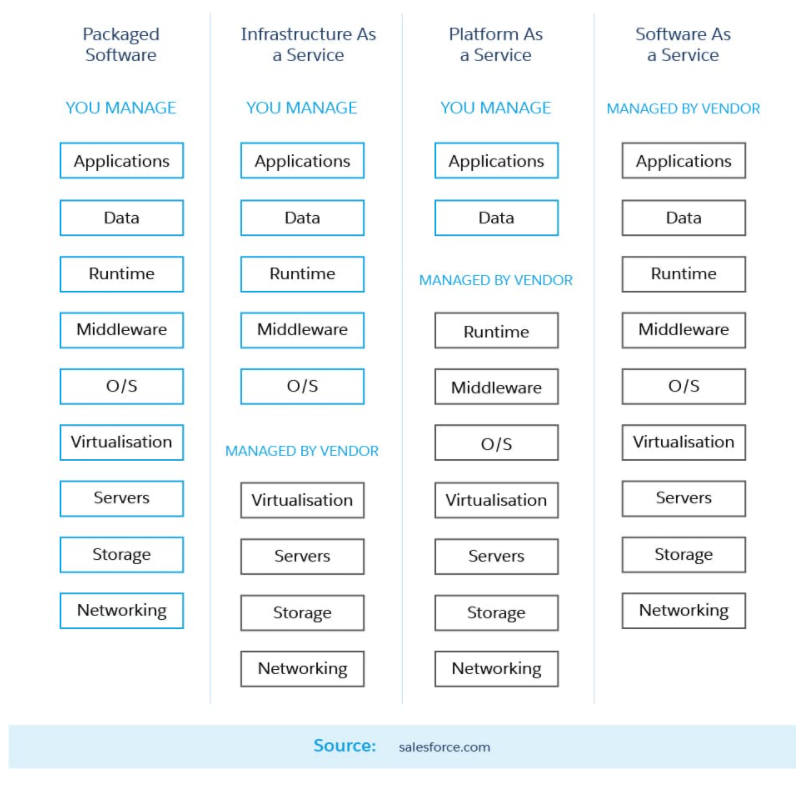 Packaged
Software
YOU MANAGE
Applications
Data
Runtime
Middleware
O/S
Virtualisation
Servers
Storage
Networking
Infrastructure As
a Service
YOU MANAGE
Applications
Data
Runtime
Middleware
O/S
MANAGED BY VENDOR
Virtualisation
Servers
Storage
Networking
Platform As
a Service
YOU MANAGE
Applications
Data
MANAGED BY VENDOR
Runtime
Middleware
O/S
Virtualisation
Servers
Storage
Networking
Software As
a Service
MANAGED BY VENDOR
Applications
Data
Runtime
Middleware
O/S
Virtualisation
Servers
Storage
Networking
Source: salesforce.com